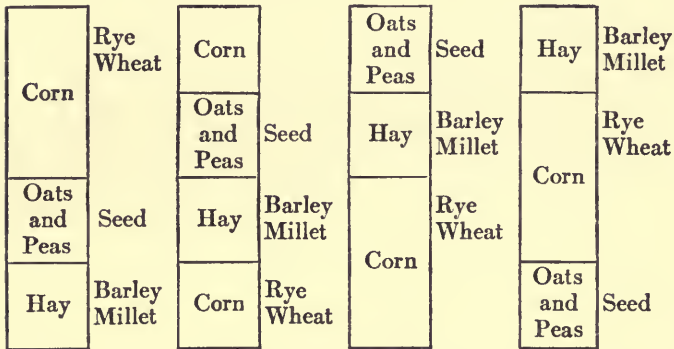 Corn
Rye
Wheat
Oats
and
Peas
Seed
Hay
Barley
Millet
Corn
Oats
and
Peas
Seed
Hay
Barley
Millet
Corn
Rye
Wheat
Oats
and
Peas
Seed
Hay
Barley
Millet
Corn
Rye
Wheat
Hay
Barley
Millet
Corn
Rye
Wheat
Oats
and
Peas
Seed